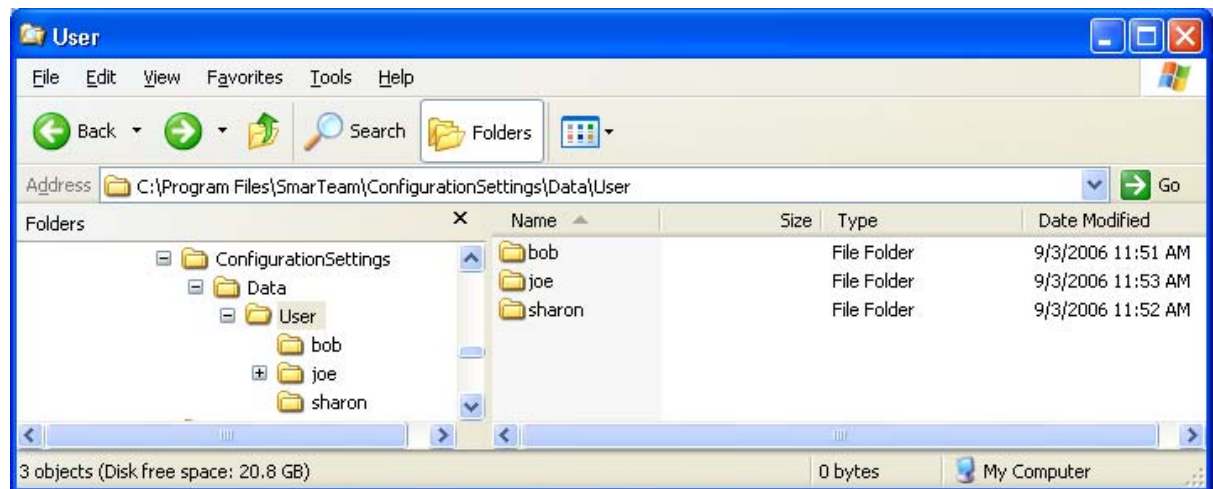 User
File Edit View Favorites Tools Help
Back Search Folders
Address C:\Program Files\SmarTeam\ConfigurationSettings\Data\User Go
Folders X Name Size Type Date Modified
ConfigurationSettings
Data
User
bob
joe
sharon
bob File Folder 9/3/2006 11:51 AM
joe File Folder 9/3/2006 11:53 AM
sharon File Folder 9/3/2006 11:52 AM
3 objects (Disk free space: 20.8 GB) 0 bytes My Computer